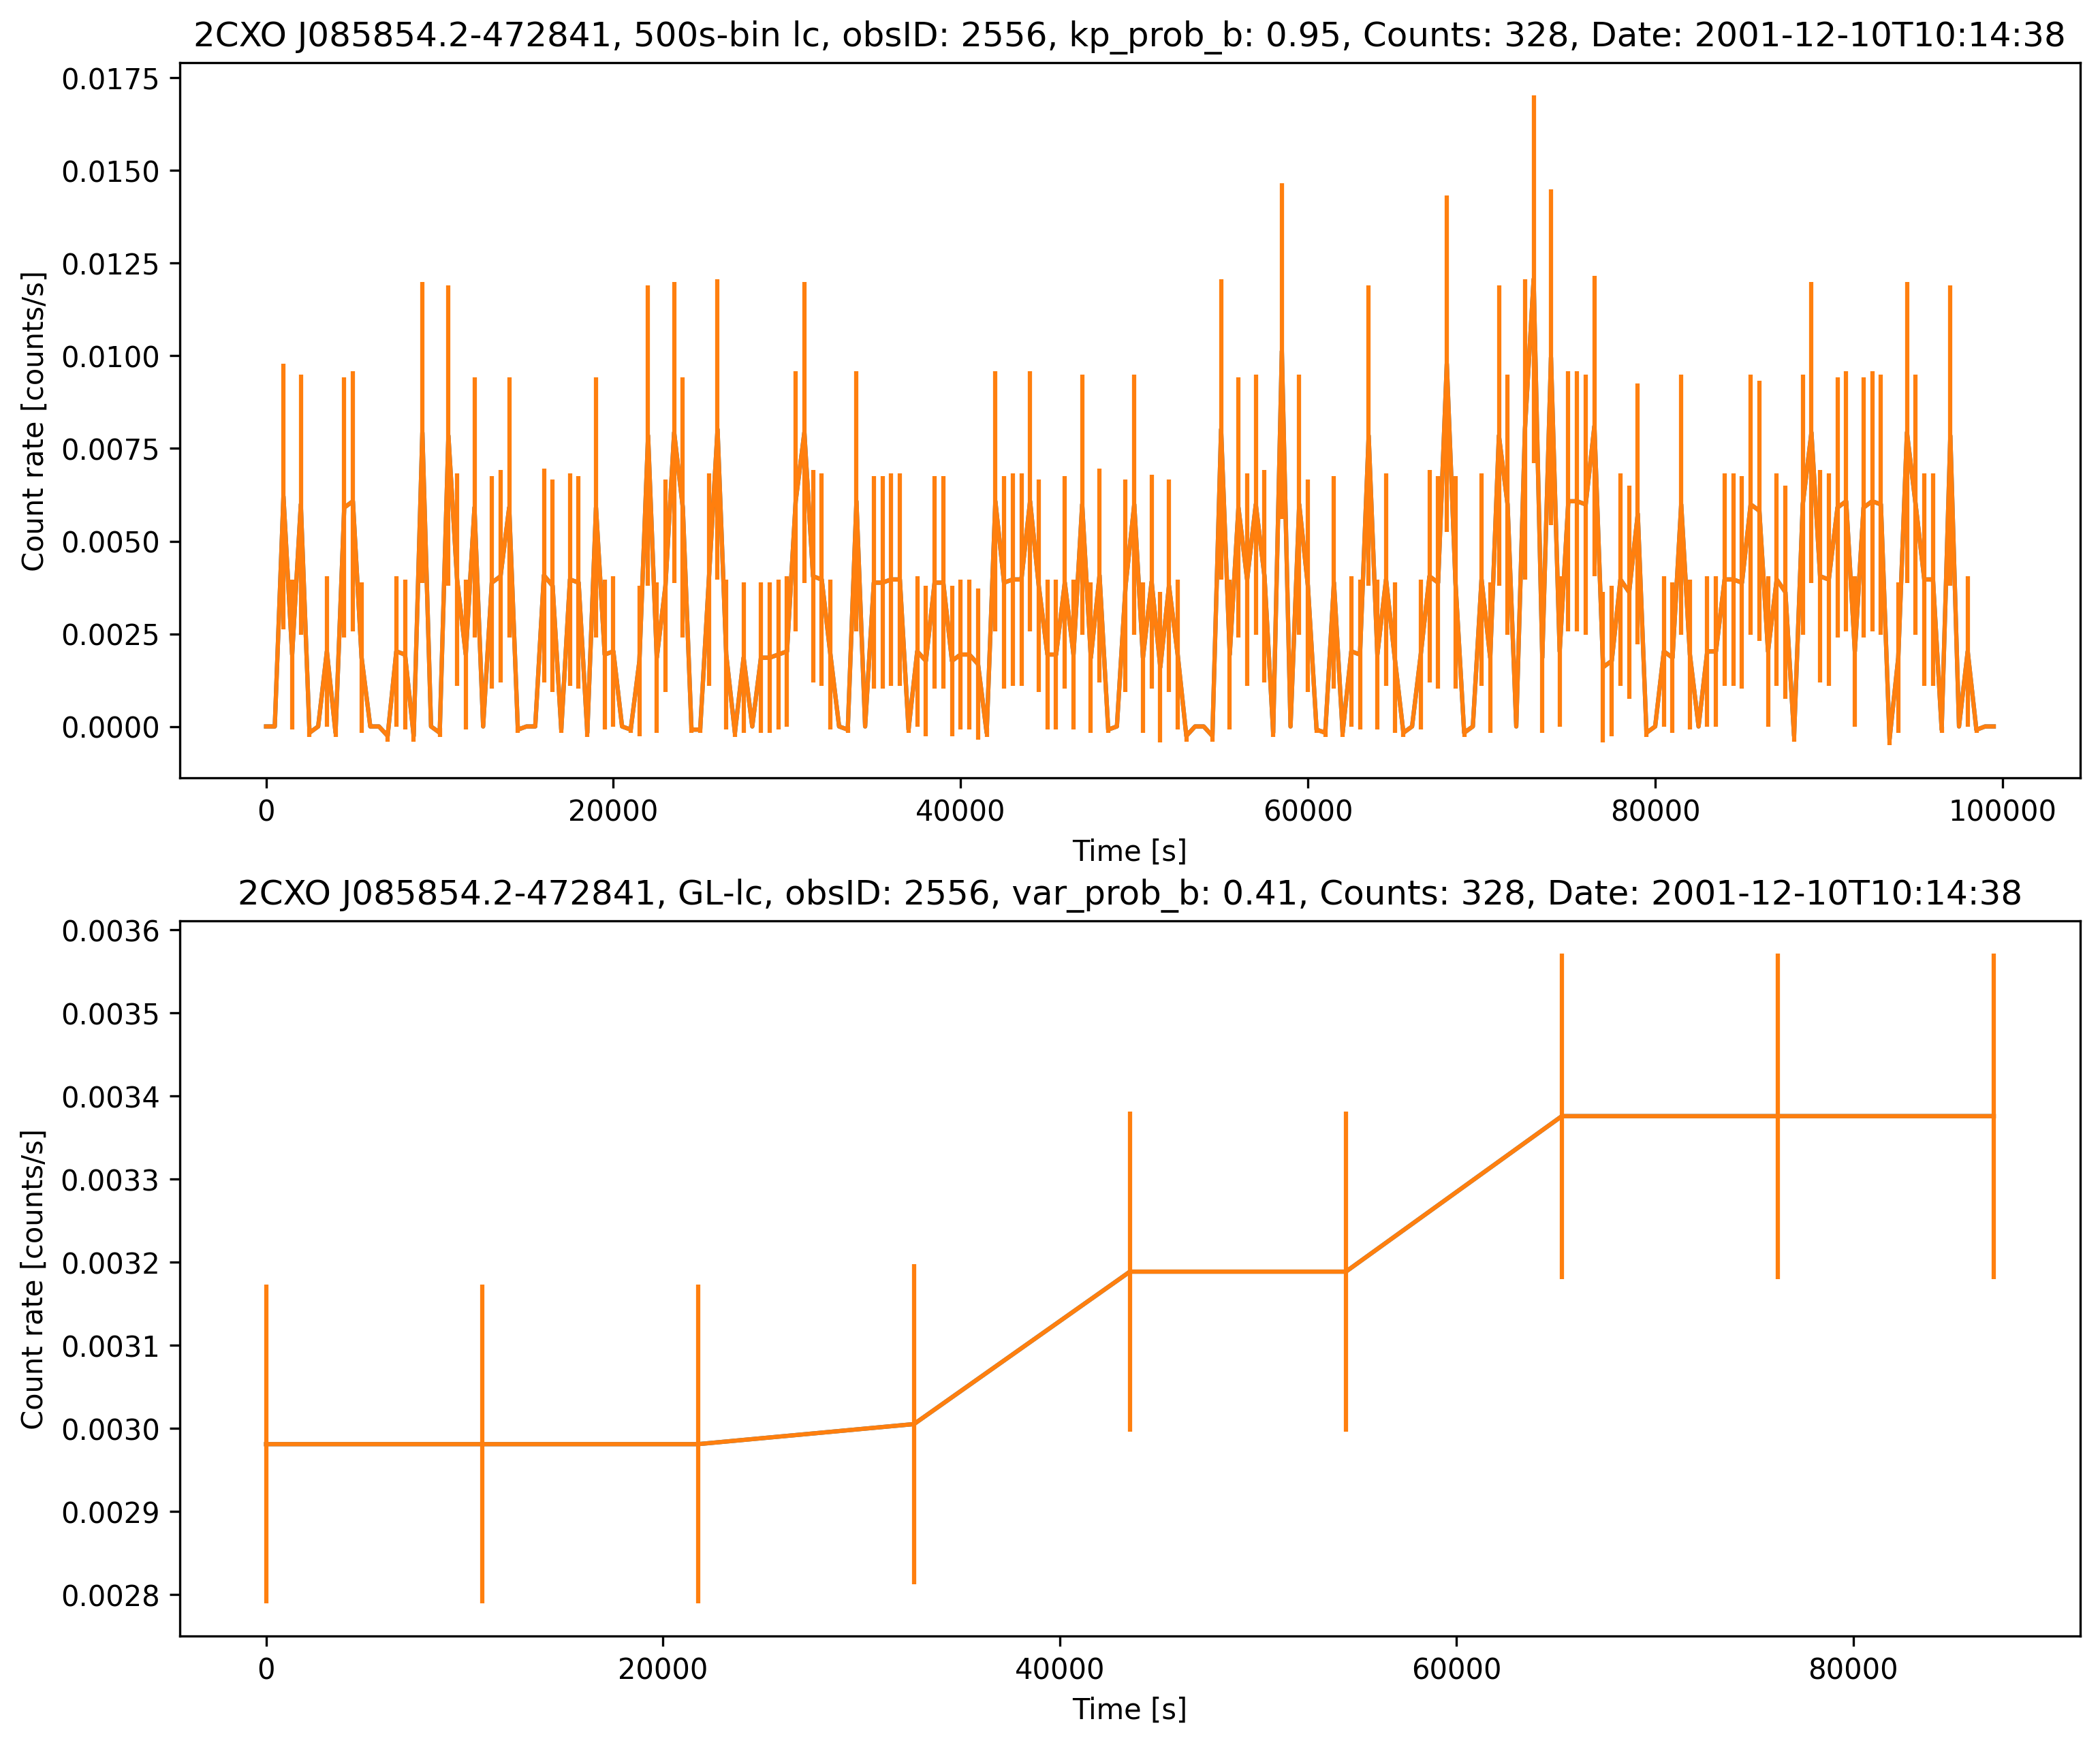 2CXO J085854.2-472841, 500s-bin lc, obsID: 2556, kp_prob_b: 0.95, Counts: 328, Date: 2001-12-10T10:14:38
0.0175
0.0150
0.0125
0.0100
0.0075
0.0050
0.0025
0.0000
Count rate [counts/s]
0 20000 40000 60000 80000 100000
Time [s]
2CXO J085854.2-472841, GL-lc, obsID: 2556, var_prob_b: 0.41, Counts: 328, Date: 2001-12-10T10:14:38
0.0036
0.0035
0.0034
0.0033
0.0032
0.0031
0.0030
0.0029
0.0028
Count rate [counts/s]
0 20000 40000 60000 80000
Time [s]